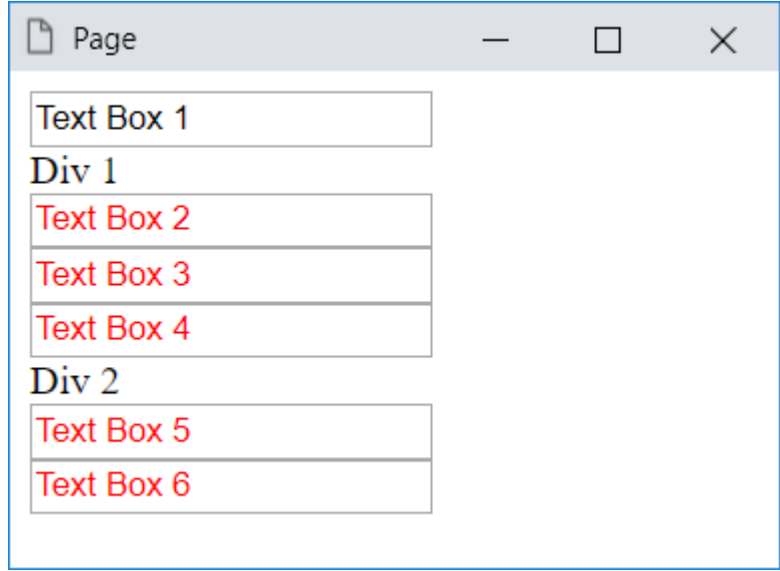 Page
Text Box 1
Div 1
Text Box 2
Text Box 3
Text Box 4
Div 2
Text Box 5
Text Box 6